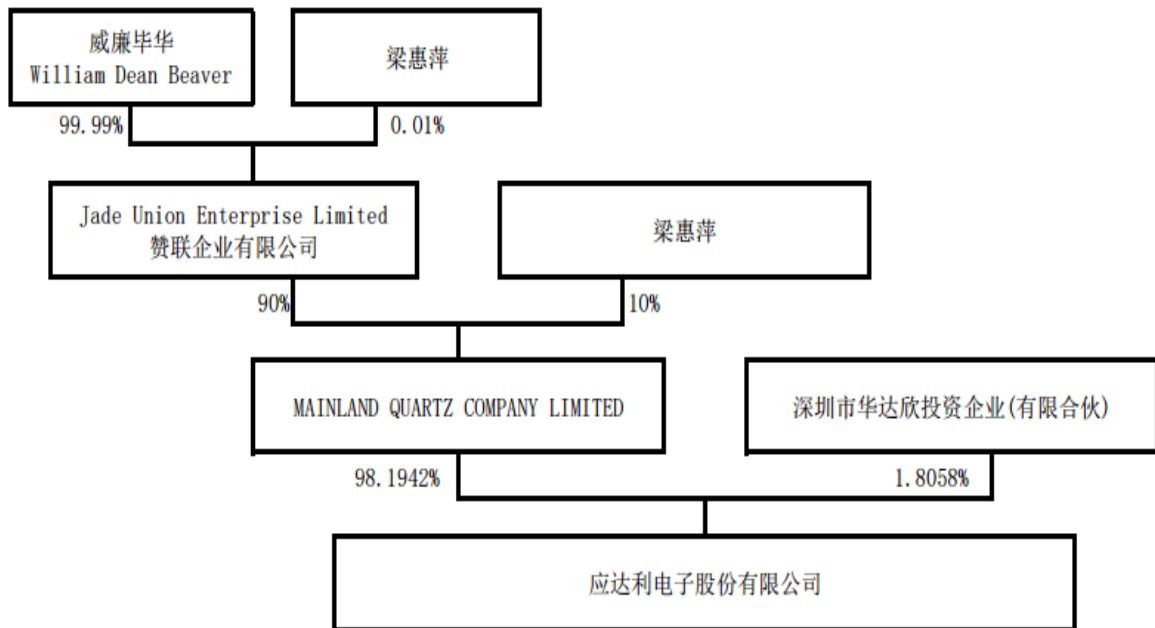 威廉毕华
William Dean Beaver
梁惠萍
99.99%
0.01%
Jade Union Enterprise Limited
赞联企业有限公司
梁惠萍
90%
10%
MAINLAND QUARTZ COMPANY LIMITED
深圳市华达欣投资企业(有限合伙)
98.1942%
1.8058%
应达利电子股份有限公司